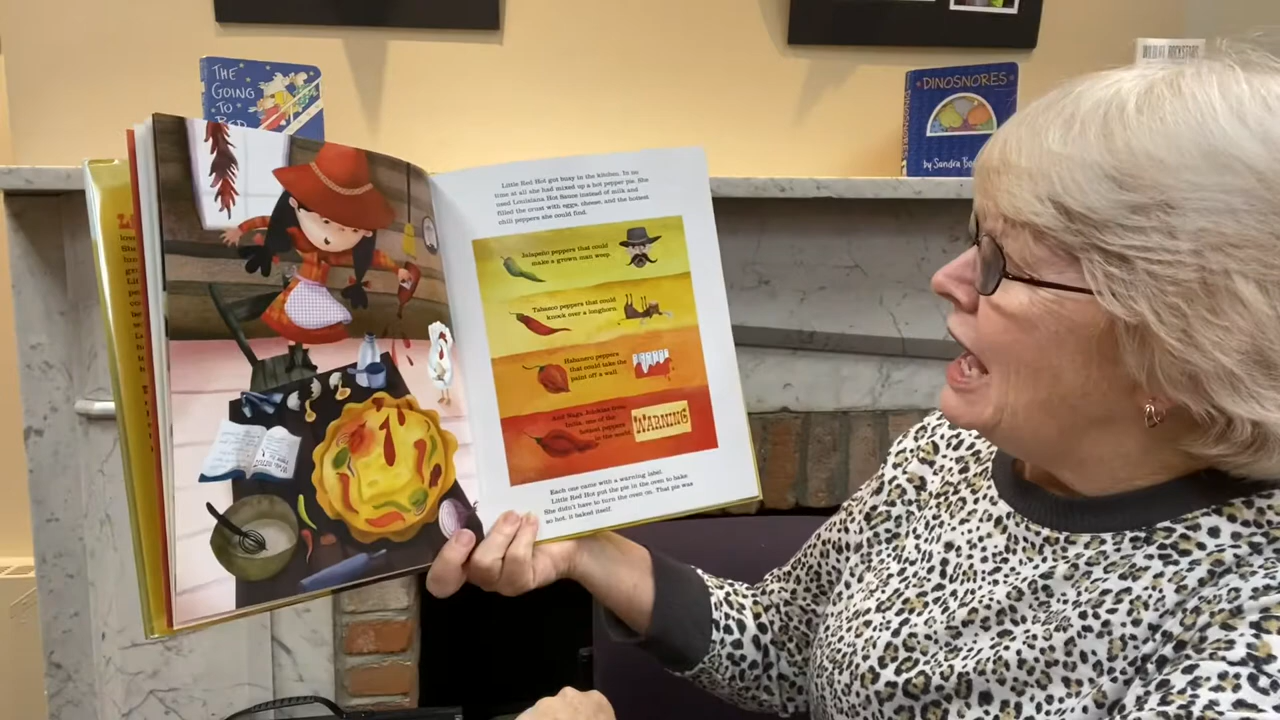 WILDLIFE ROCKSTARS
THE
GOING
TO
BED
DINOSNORES
DINOSNORES
by Sandra Bo
Little Red Hot got busy in the kitchen. In no
time at all she had mixed up a hot pepper pie. She
used Louisiana Hot Sauce instead of milk and
filled the crust with eggs, cheese, and the hottest
chili peppers she could find.
Jalapeño peppers that could
make a grown man weep.
Tabasco peppers that could
knock over a longhorn.
Habanero peppers
that could take the
paint off a wall.
And Naga Jolokias from
India, one of the
hottest peppers
in the world.
WARNING
Each one came with a warning label.
Little Red Hot put the pie in the oven to bake.
She didn't have to turn the oven on. That pie was
so hot, it baked itself.